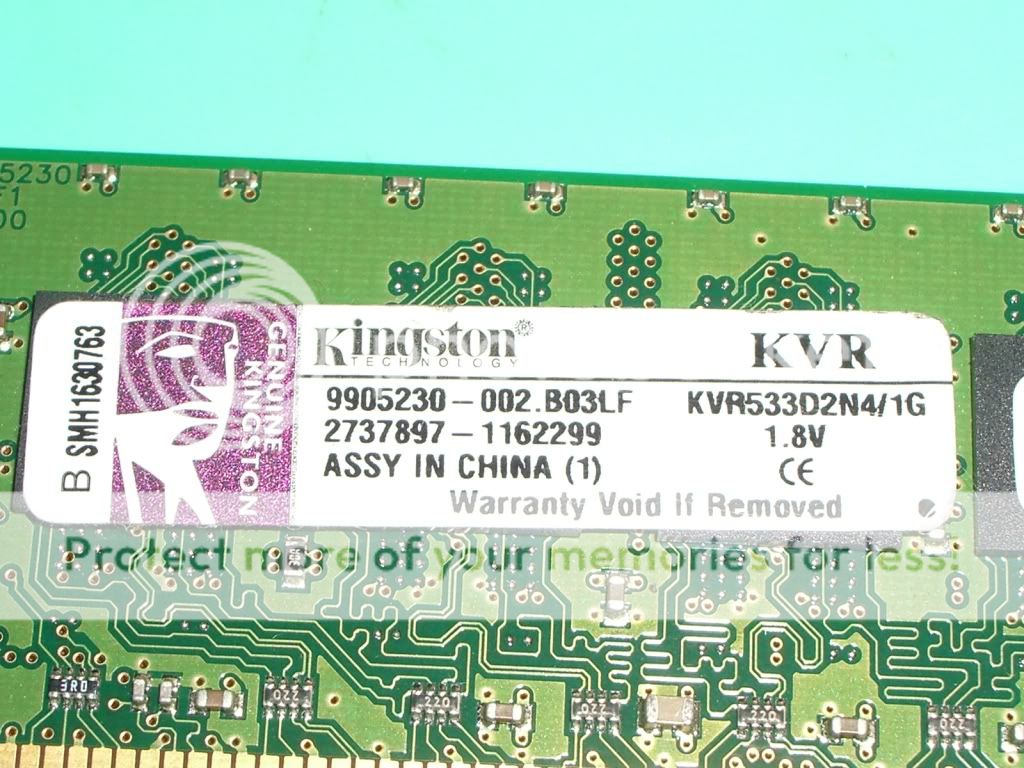 5230
F1
00
B SMH1630763
GENUINE
KINGSTON
Kingston®
TECHNOLOGY
KVR
9905230-002.B03LF KVR533D2N4/1G
2737897-1162299 1.8V
ASSY IN CHINA (1) CE
Warranty Void If Removed
Protect more of your memories for less!
3R0
220
220
220
220
220